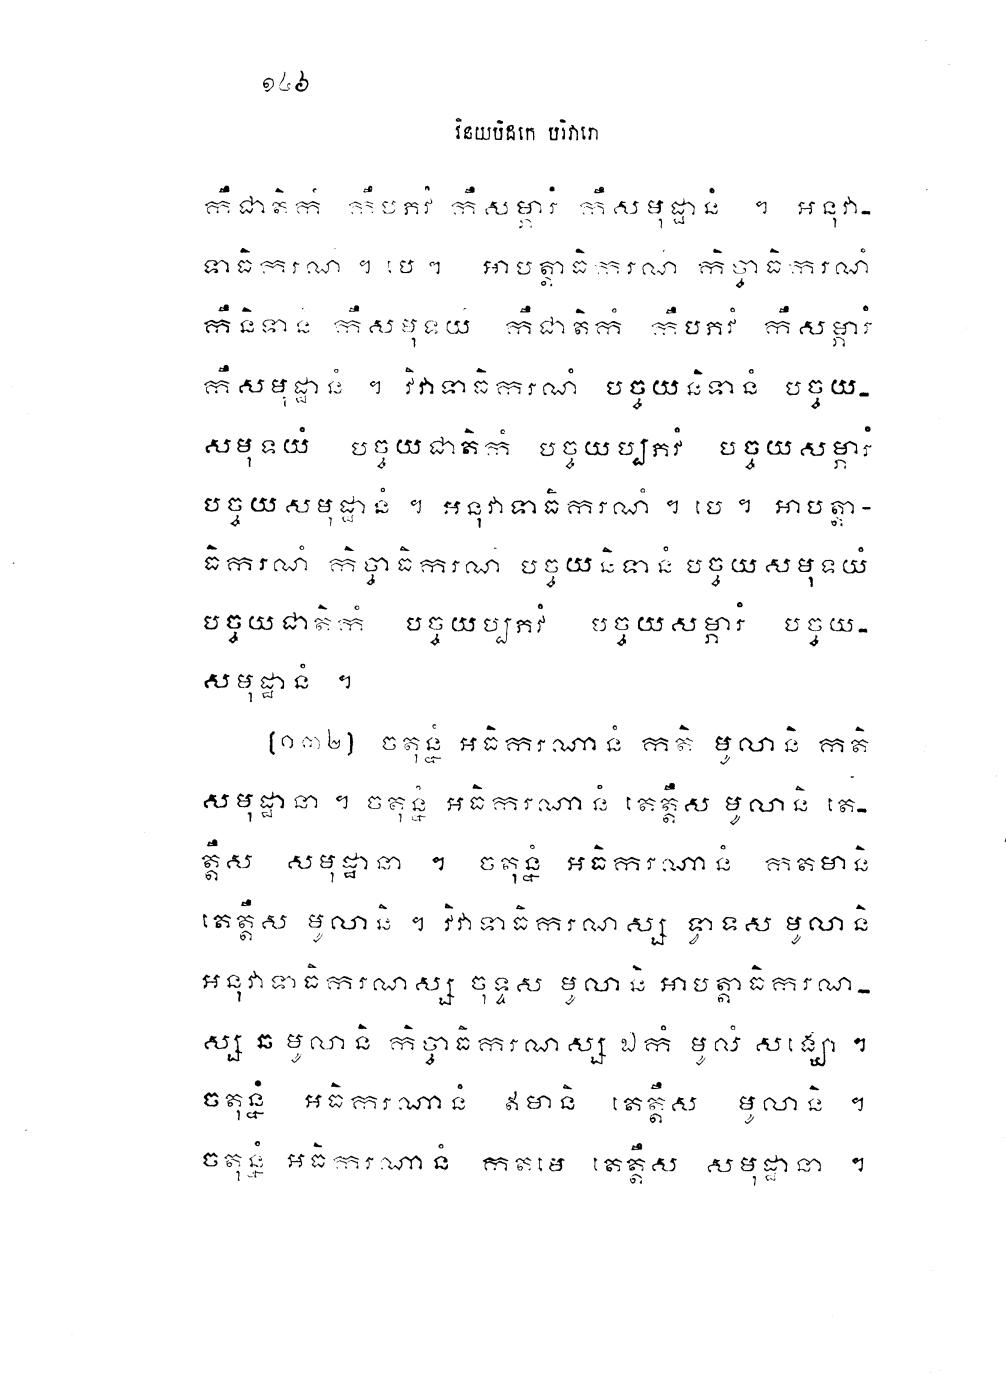 ១៤៦
វិនយបិដកេ បរិវារោ
កឹជាតិកំ កឹបភវំ កឹសម្ភារំ កឹសមុដ្ឋានំ ។ អនុវា-
ទាធិករណំ ។ បេ ។ អាបត្តាធិករណំ កិច្ចាធិករណំ
កឹនិទានំ កឹសមុទយំ កឹជាតិកំ កឹបភវំ កឹសម្ភារំ
កឹសមុដ្ឋានំ ។ វិវាទាធិករណំ បច្ចយនិទានំ បច្ចយ-
សមុទយំ បច្ចយជាតិកំ បច្ចយប្បភវំ បច្ចយសម្ភារំ
បច្ចយសមុដ្ឋានំ ។ អនុវាទាធិករណំ ។ បេ ។ អាបត្តា-
ធិករណំ កិច្ចាធិករណំ បច្ចយនិទានំ បច្ចយសមុទយំ
បច្ចយជាតិកំ បច្ចយប្បភវំ បច្ចយសម្ភារំ បច្ចយ-
សមុដ្ឋានំ ។
(១៣២) ចតុន្នំ អធិករណានំ កតិ មូលានិ កតិ
សមុដ្ឋានា ។ ចតុន្នំ អធិករណានំ តេត្តឹស មូលានិ តេ-
ត្តឹស សមុដ្ឋានា ។ ចតុន្នំ អធិករណានំ កតមានិ
តេត្តឹស មូលានិ ។ វិវាទាធិករណស្ស ទ្វាទស មូលានិ
អនុវាទាធិករណស្ស ចុទ្ទស មូលានិ អាបត្តាធិករណ-
ស្ស ឆ មូលានិ កិច្ចាធិករណស្ស ឯកំ មូលំ សង្ឃោ ។
ចតុន្នំ អធិករណានំ ឥមានិ តេត្តឹស មូលានិ ។
ចតុន្នំ អធិករណានំ កតមេ តេត្តឹស សមុដ្ឋានា ។